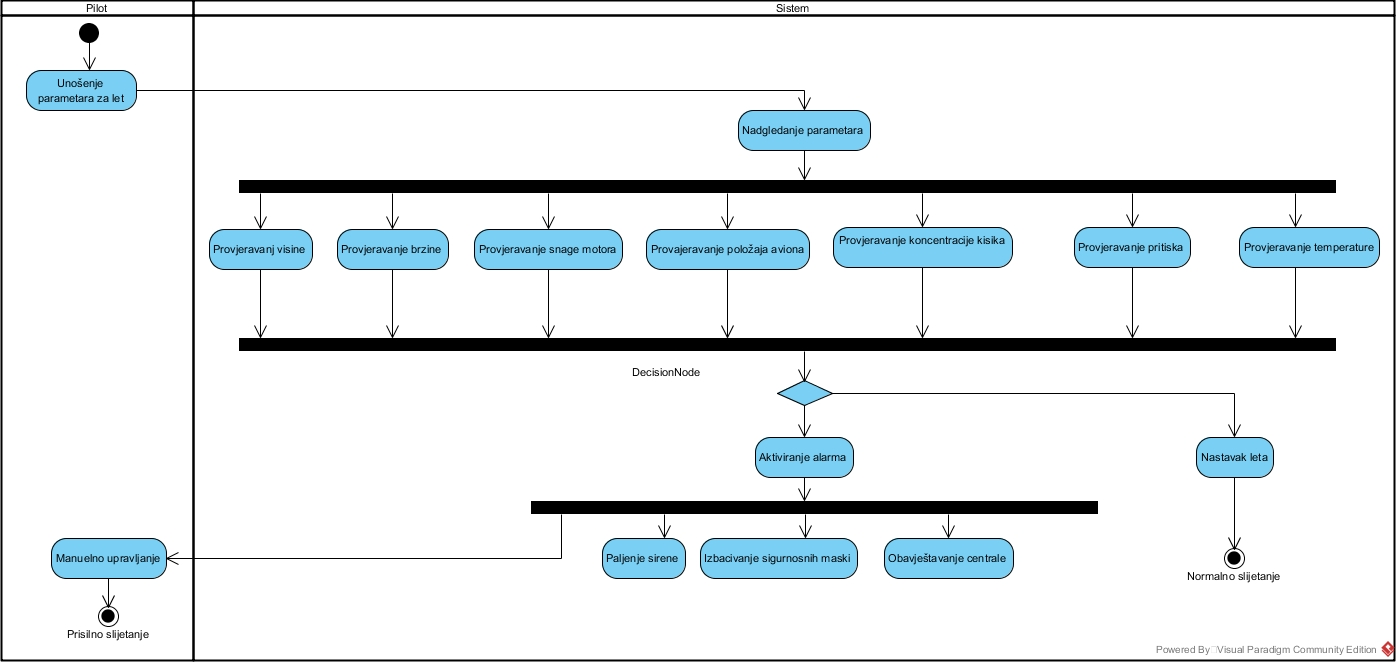 Pilot
Sistem
Unošenje
parametara za let
Nadgledanje parametara
Provjeravanj visine
Provjeravanje brzine
Provjeravanje snage motora
Provajeravanje položaja aviona
Provjeravanje koncentracije kisika
Provjeravanje pritiska
Provjeravanje temperature
DecisionNode
Aktiviranje alarma
Nastavak leta
Manuelno upravljanje
Paljenje sirene
Izbacivanje sigurnosnih maski
Obavještavanje centrale
Normalno slijetanje
Prisilno slijetanje
Powered By Visual Paradigm Community Edition